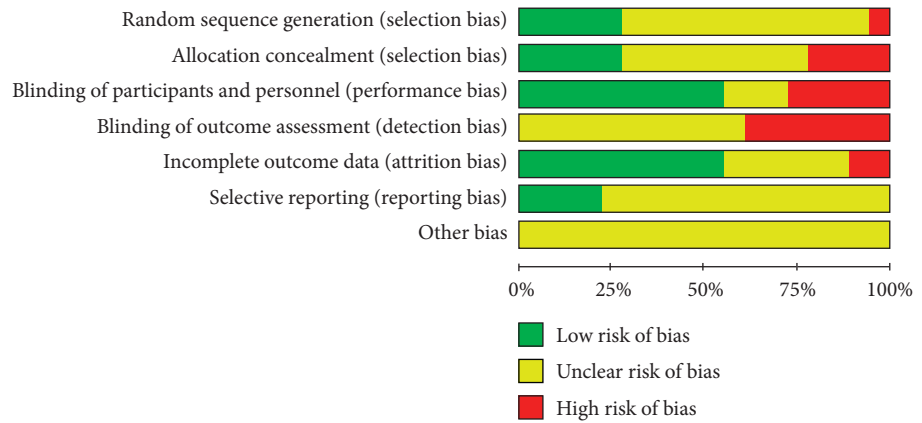 Random sequence generation (selection bias)
Allocation concealment (selection bias)
Blinding of participants and personnel (performance bias)
Blinding of outcome assessment (detection bias)
Incomplete outcome data (attrition bias)
Selective reporting (reporting bias)
Other bias
0% 25% 50% 75% 100%
Low risk of bias
Unclear risk of bias
High risk of bias